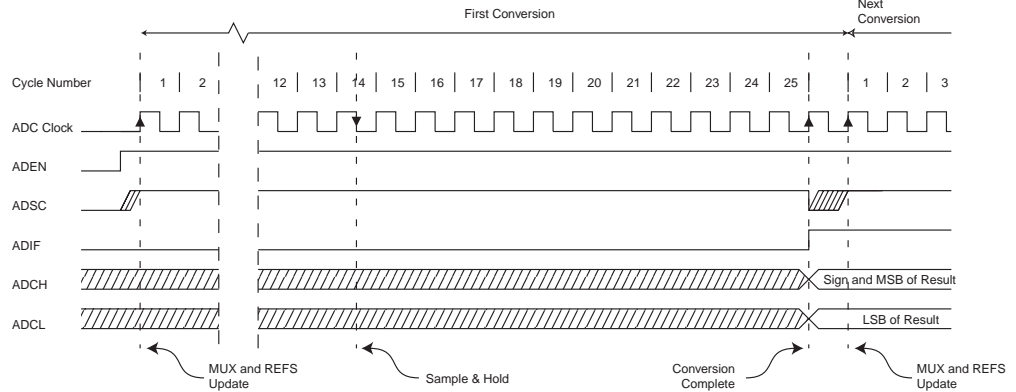 Next
First Conversion
Conversion
Cycle Number 1 2 12 13 14 15 16 17 18 19 20 21 22 23 24 25 1 2 3
ADC Clock
ADEN
ADSC
ADIF
ADCH Sign and MSB of Result
ADCL LSB of Result
MUX and REFS
Update
Sample & Hold
Conversion
Complete
MUX and REFS
Update